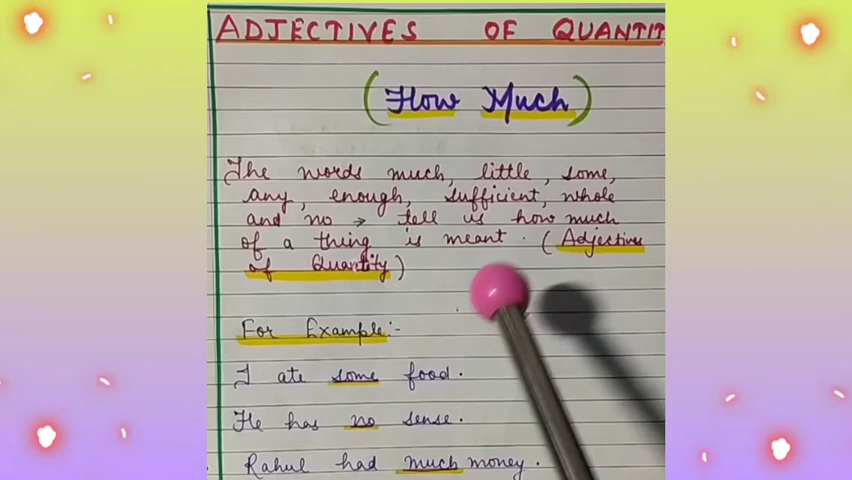 ADJECTIVES OF QUANTIT
(How Much)
The words much, little, some,
any, enough, sufficient, whole
and no → tell us how much
of a thing is meant. (Adjectives
of Quantity)
For Example:-
I ate some food.
He has no sense.
Rahul had much money.